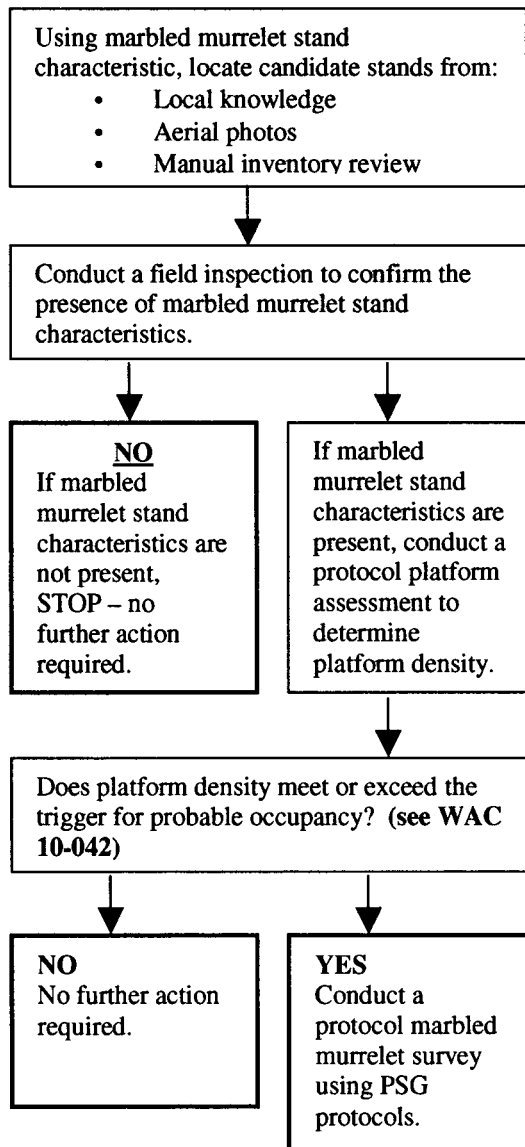 Using marbled murrelet stand
characteristic, locate candidate stands from:
• Local knowledge
• Aerial photos
• Manual inventory review
Conduct a field inspection to confirm the
presence of marbled murrelet stand
characteristics.
NO
If marbled
murrelet stand
characteristics are
not present,
STOP – no
further action
required.
If marbled
murrelet stand
characteristics are
present, conduct a
protocol platform
assessment to
determine
platform density.
Does platform density meet or exceed the
trigger for probable occupancy? (see WAC
10-042)
NO
No further action
required.
YES
Conduct a
protocol marbled
murrelet survey
using PSG
protocols.